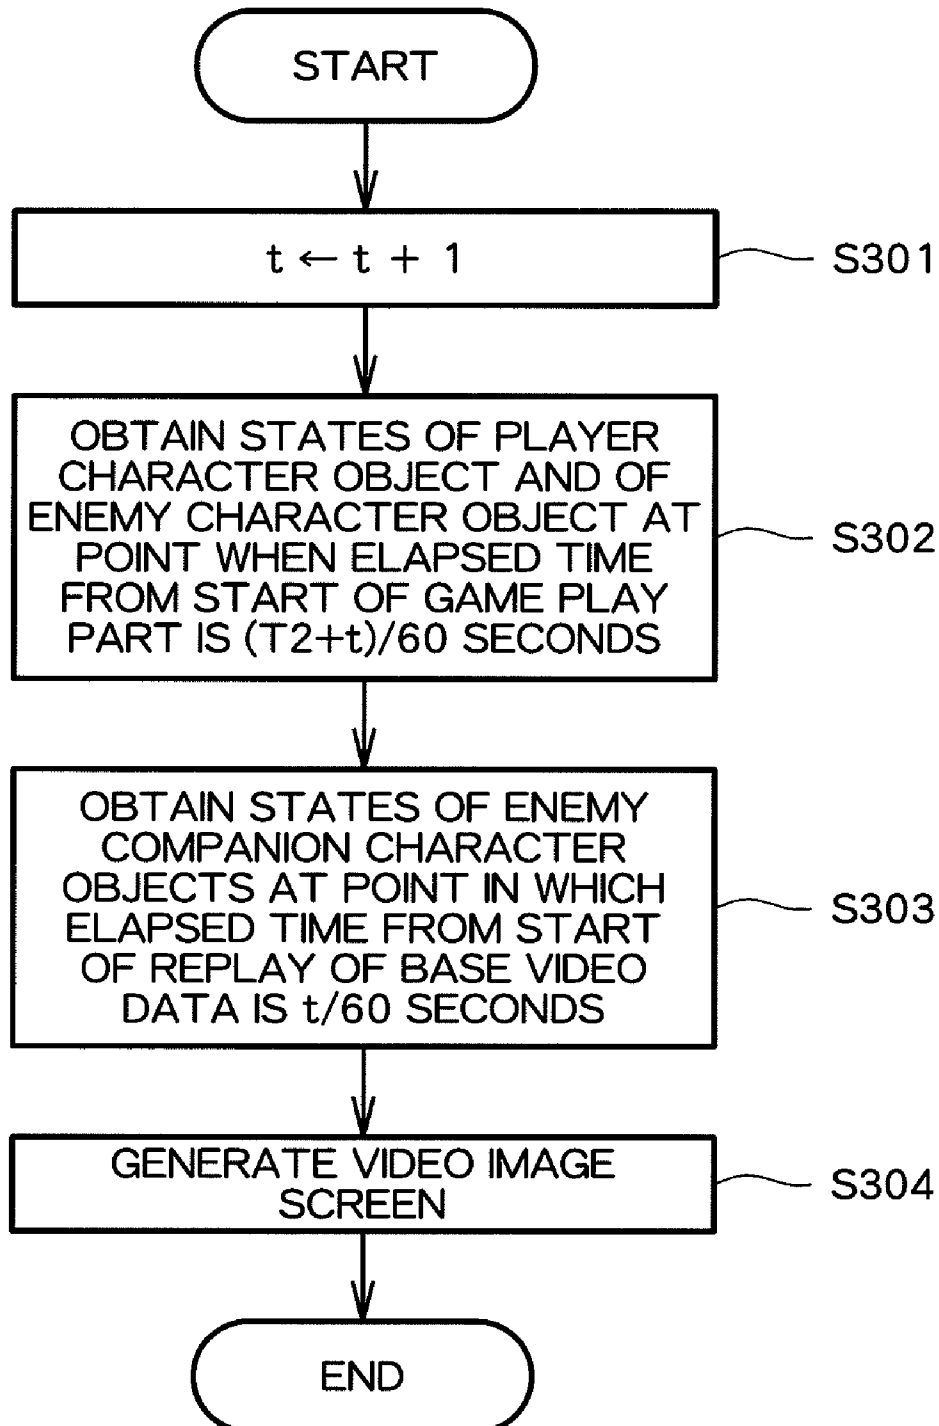 START
t ← t + 1
S301
OBTAIN STATES OF PLAYER
CHARACTER OBJECT AND OF
ENEMY CHARACTER OBJECT AT
POINT WHEN ELAPSED TIME
FROM START OF GAME PLAY
PART IS (T2+t)/60 SECONDS
S302
OBTAIN STATES OF ENEMY
COMPANION CHARACTER
OBJECTS AT POINT IN WHICH
ELAPSED TIME FROM START
OF REPLAY OF BASE VIDEO
DATA IS t/60 SECONDS
S303
GENERATE VIDEO IMAGE
SCREEN
S304
END